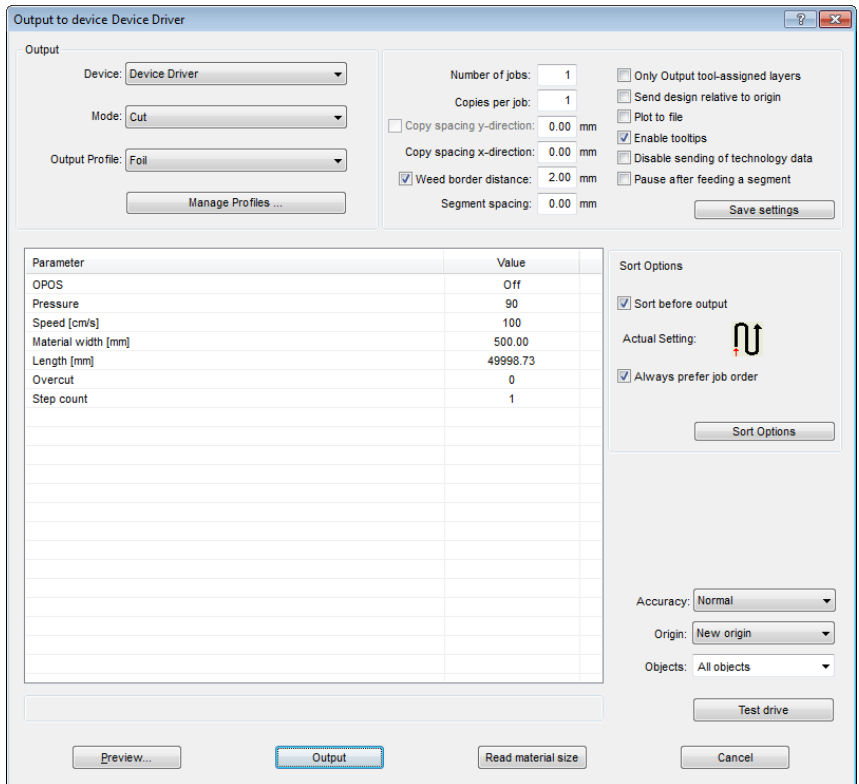 Output to device Device Driver
Output
Device: Device Driver
Mode: Cut
Output Profile: Foil
Manage Profiles ...
Number of jobs: 1
Copies per job: 1
Copy spacing y-direction: 0.00 mm
Copy spacing x-direction: 0.00 mm
Weed border distance: 2.00 mm
Segment spacing: 0.00 mm
Only Output tool-assigned layers
Send design relative to origin
Plot to file
Enable tooltips
Disable sending of technology data
Pause after feeding a segment
Save settings
Parameter Value
OPOS Off
Pressure 90
Speed [cm/s] 100
Material width [mm] 500.00
Length [mm] 49998.73
Overcut 0
Step count 1
Sort Options
Sort before output
Actual Setting:
Always prefer job order
Sort Options
Accuracy: Normal
Origin: New origin
Objects: All objects
Test drive
Preview... Output Read material size Cancel